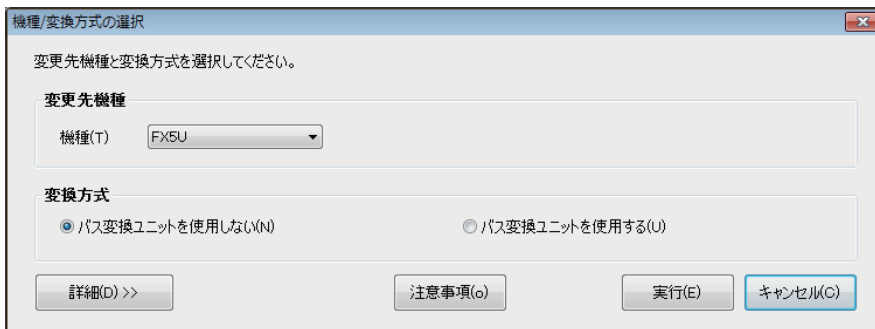 機種/変換方式の選択
変更先機種と変換方式を選択してください。
変更先機種
機種(T) FX5U
変換方式
バス変換ユニットを使用しない(N) バス変換ユニットを使用する(U)
詳細(D) >> 注意事項(o) 実行(E) キャンセル(C)